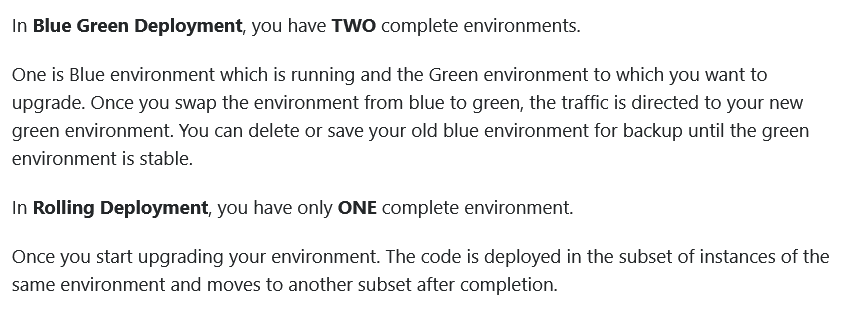 In Blue Green Deployment, you have TWO complete environments.
One is Blue environment which is running and the Green environment to which you want to
upgrade. Once you swap the environment from blue to green, the traffic is directed to your new
green environment. You can delete or save your old blue environment for backup until the green
environment is stable.
In Rolling Deployment, you have only ONE complete environment.
Once you start upgrading your environment. The code is deployed in the subset of instances of the
same environment and moves to another subset after completion.